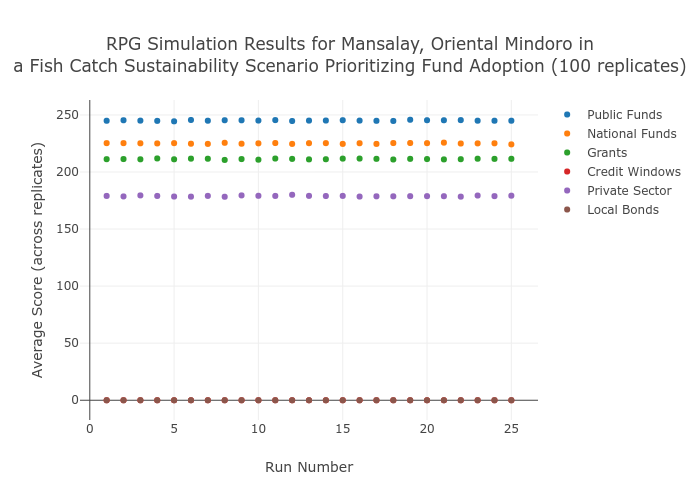 RPG Simulation Results for Mansalay, Oriental Mindoro in
a Fish Catch Sustainability Scenario Prioritizing Fund Adoption (100 replicates)
Average Score (across replicates)
250
200
150
100
50
0
0 5 10 15 20 25
Run Number
Public Funds
National Funds
Grants
Credit Windows
Private Sector
Local Bonds